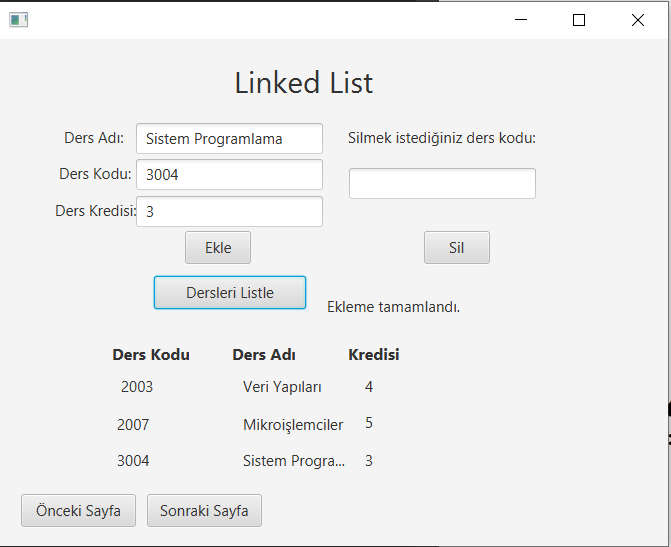 Linked List
Ders Adı: Sistem Programlama
Silmek istediğiniz ders kodu:
Ders Kodu: 3004
Ders Kredisi: 3
Ekle
Sil
Dersleri Listle
Ekleme tamamlandı.
Ders Kodu Ders Adı Kredisi
2003 Veri Yapıları 4
2007 Mikroişlemciler 5
3004 Sistem Progra... 3
Önceki Sayfa Sonraki Sayfa